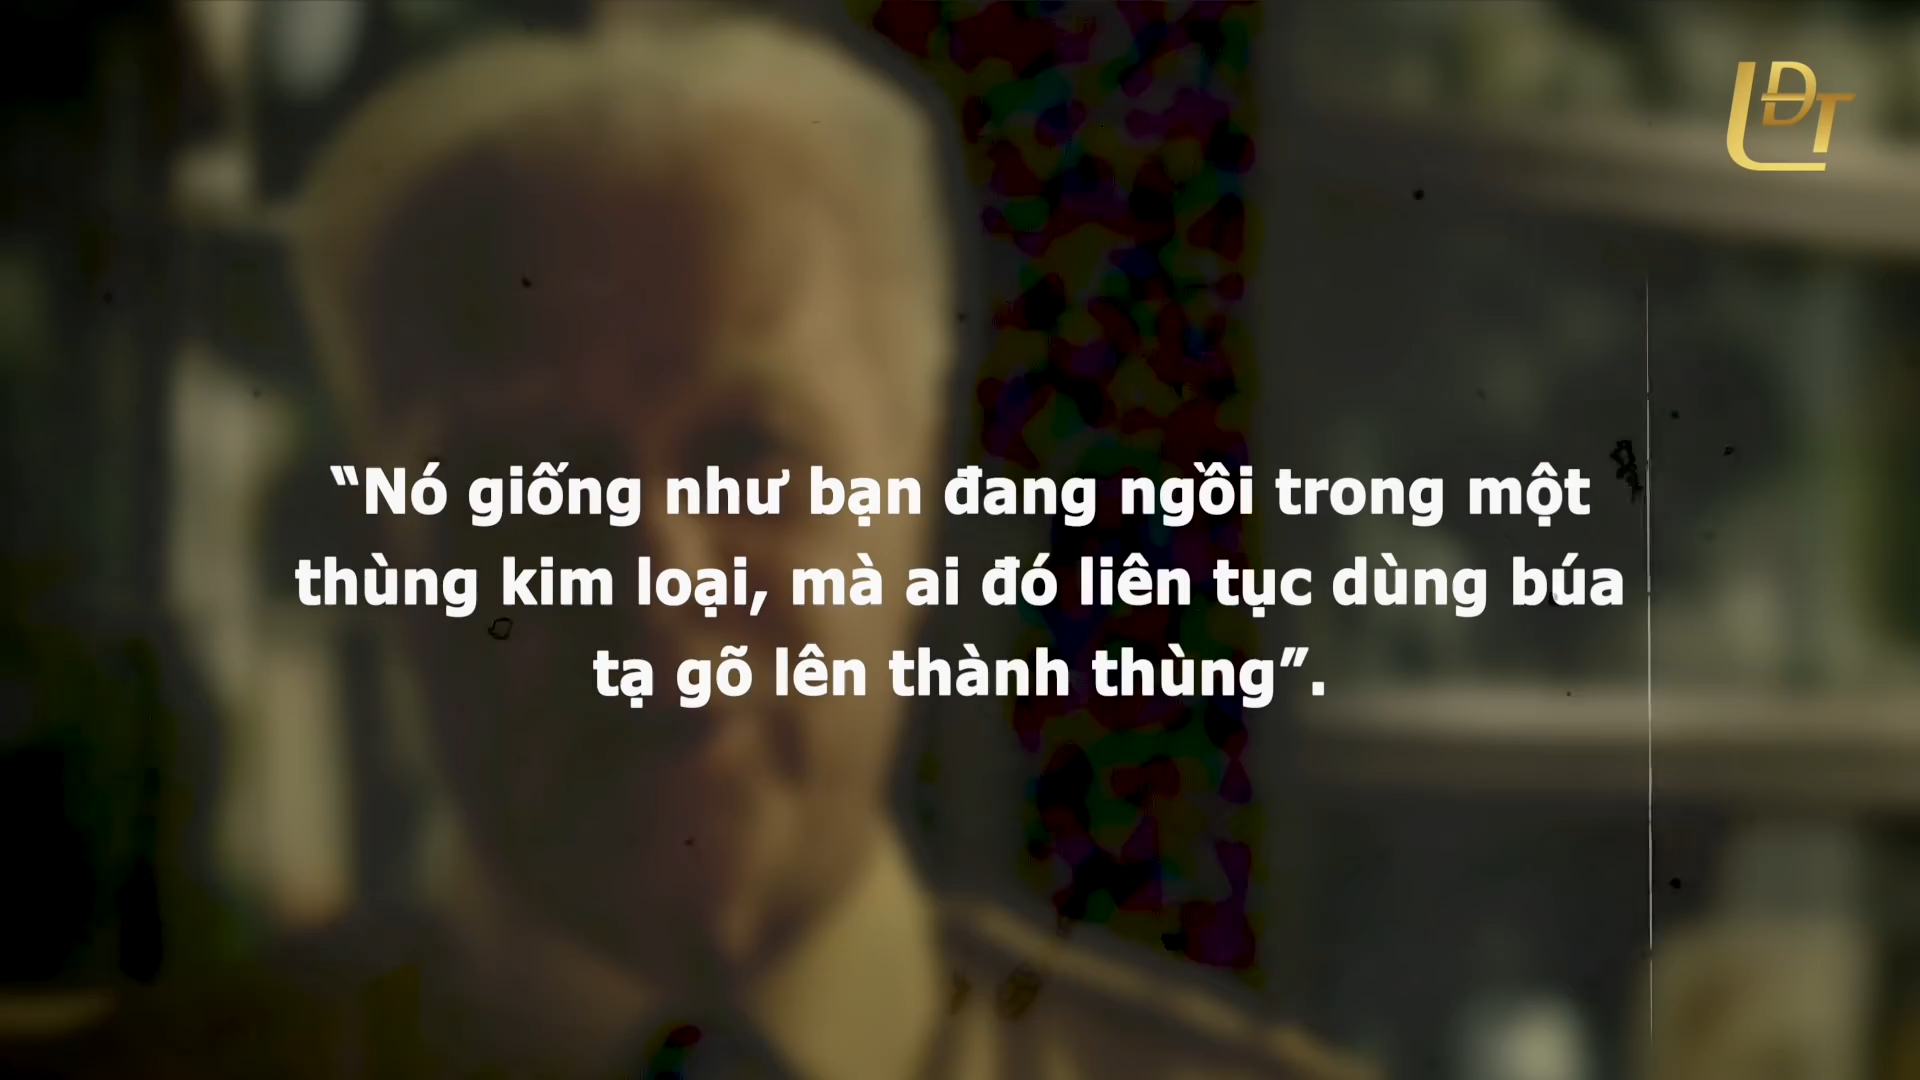 LĐT
“Nó giống như bạn đang ngồi trong một
thùng kim loại, mà ai đó liên tục dùng búa
tạ gõ lên thành thùng”.